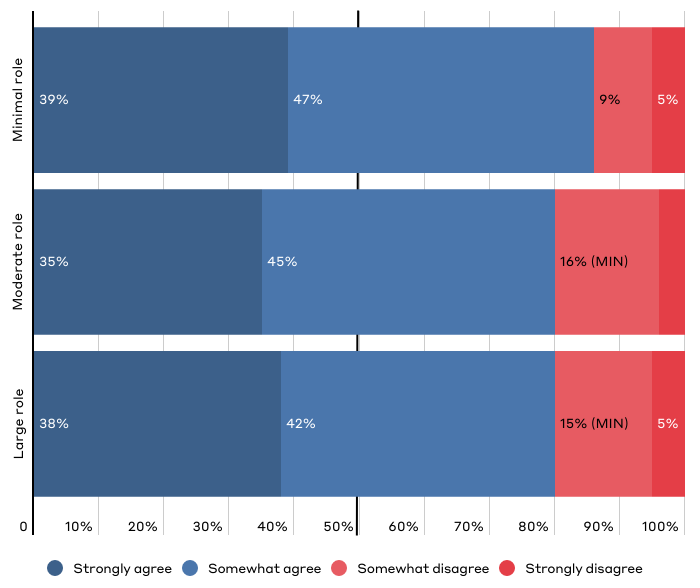 Minimal role
39%
47%
9%
5%
Moderate role
35%
45%
16% (MIN)
Large role
38%
42%
15% (MIN)
5%
0 10% 20% 30% 40% 50% 60% 70% 80% 90% 100%
Strongly agree Somewhat agree Somewhat disagree Strongly disagree